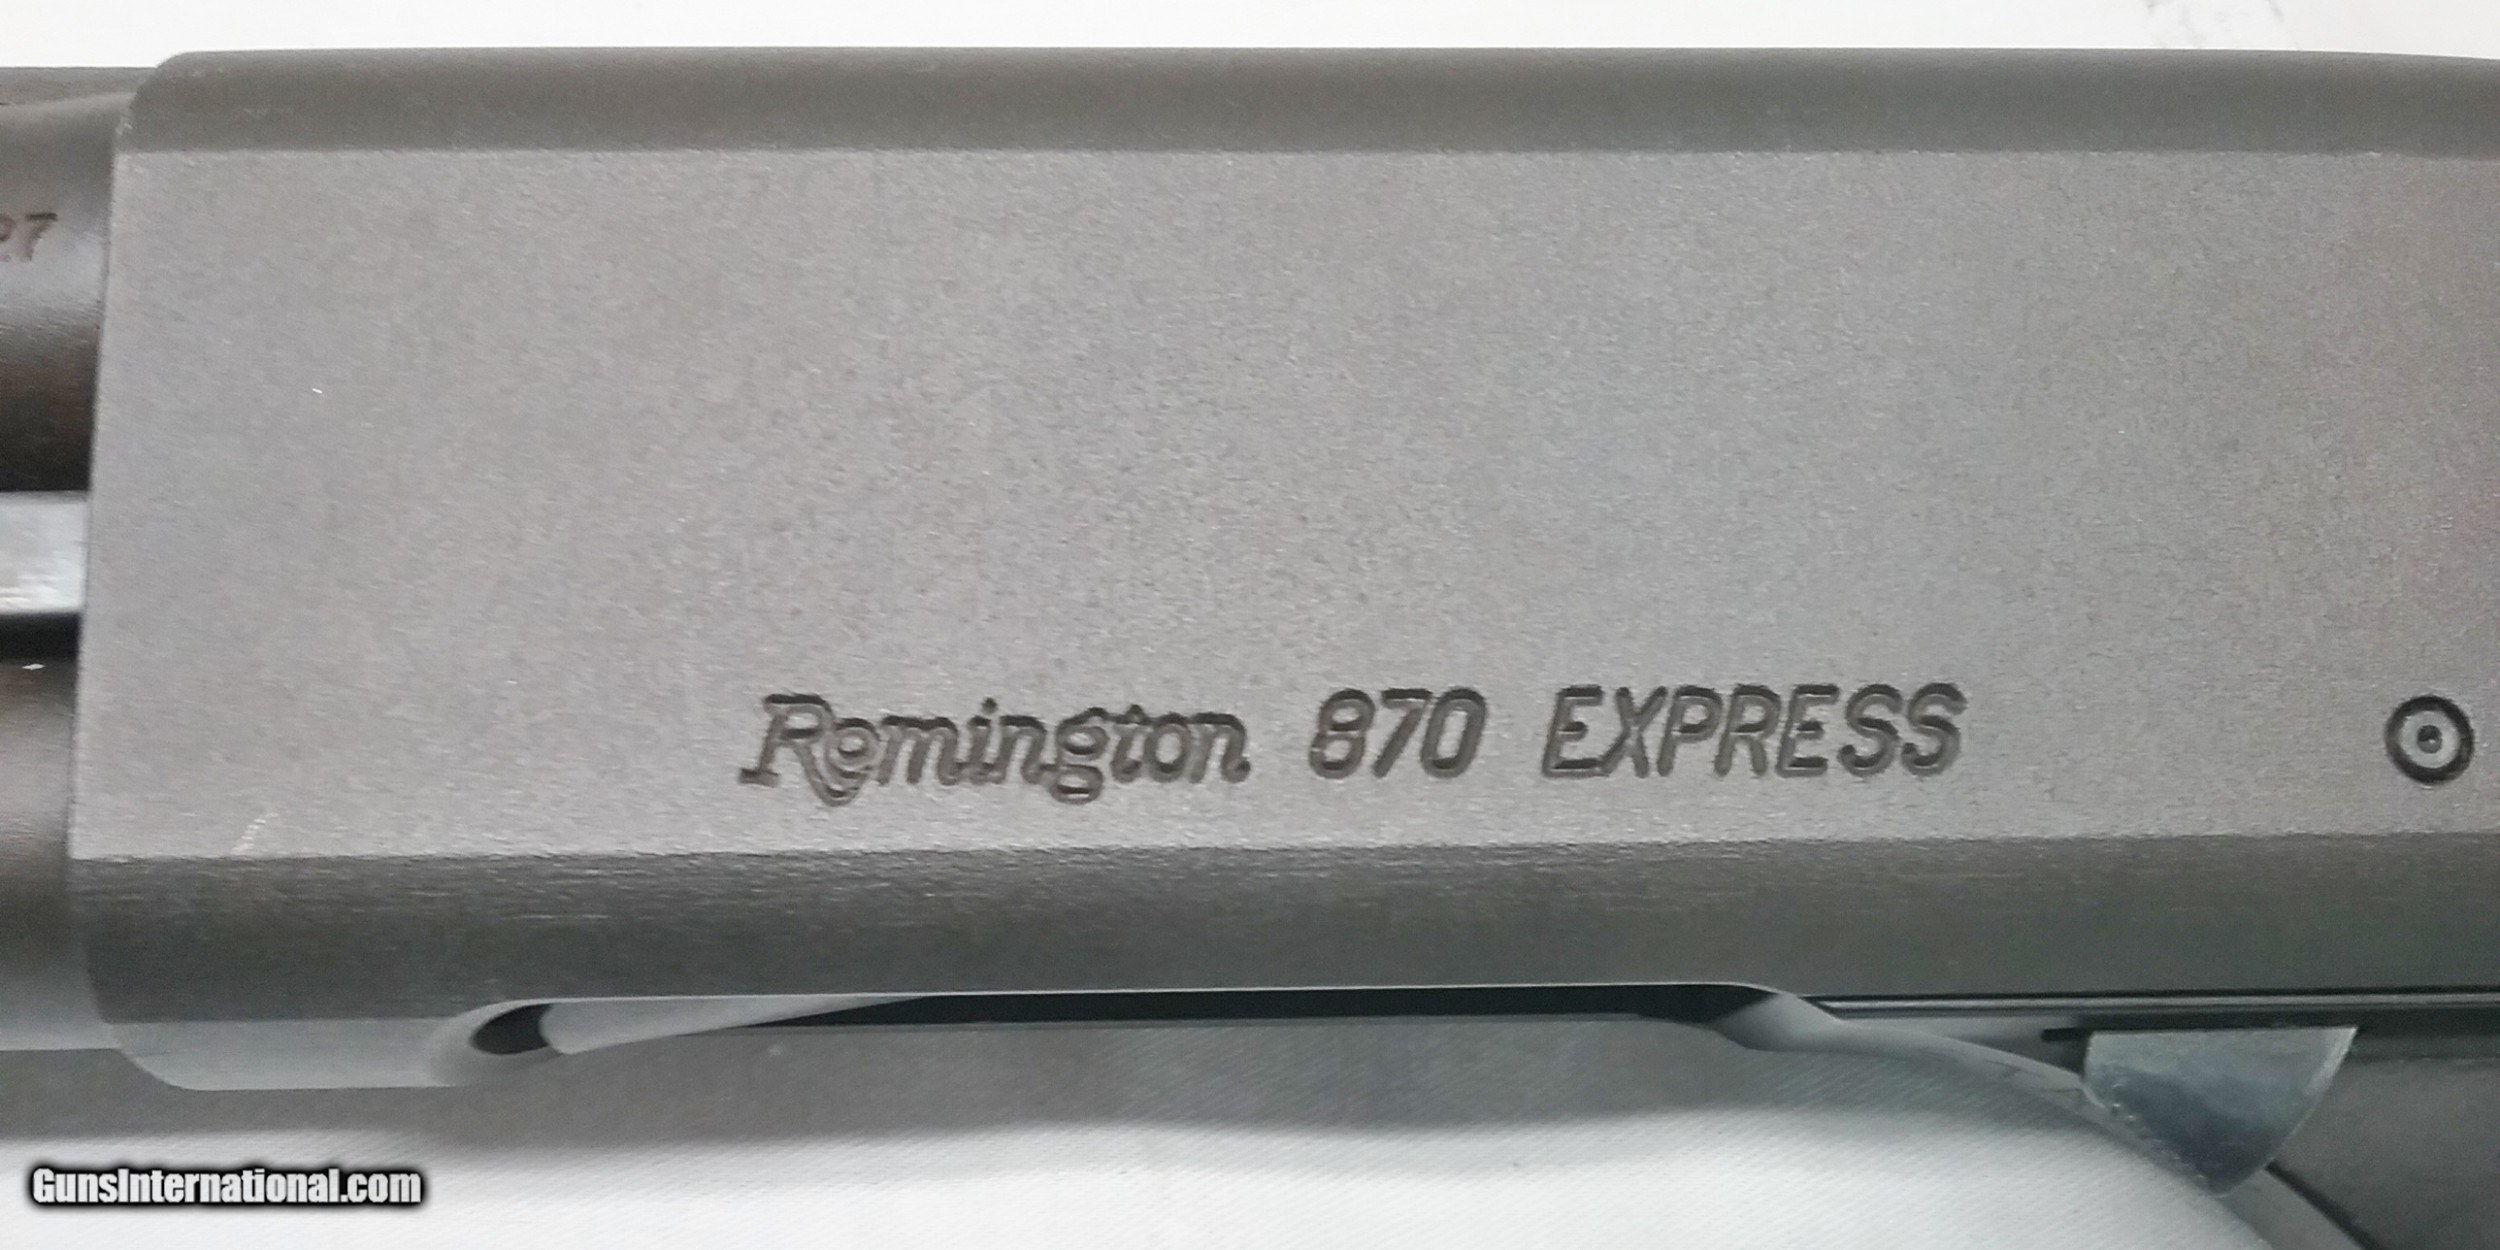 Remington 870 EXPRESS
GunsInternational.com